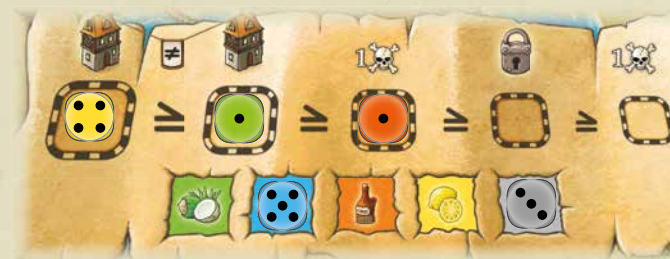 ≠
1 1
≥ ≥ ≥ ≥